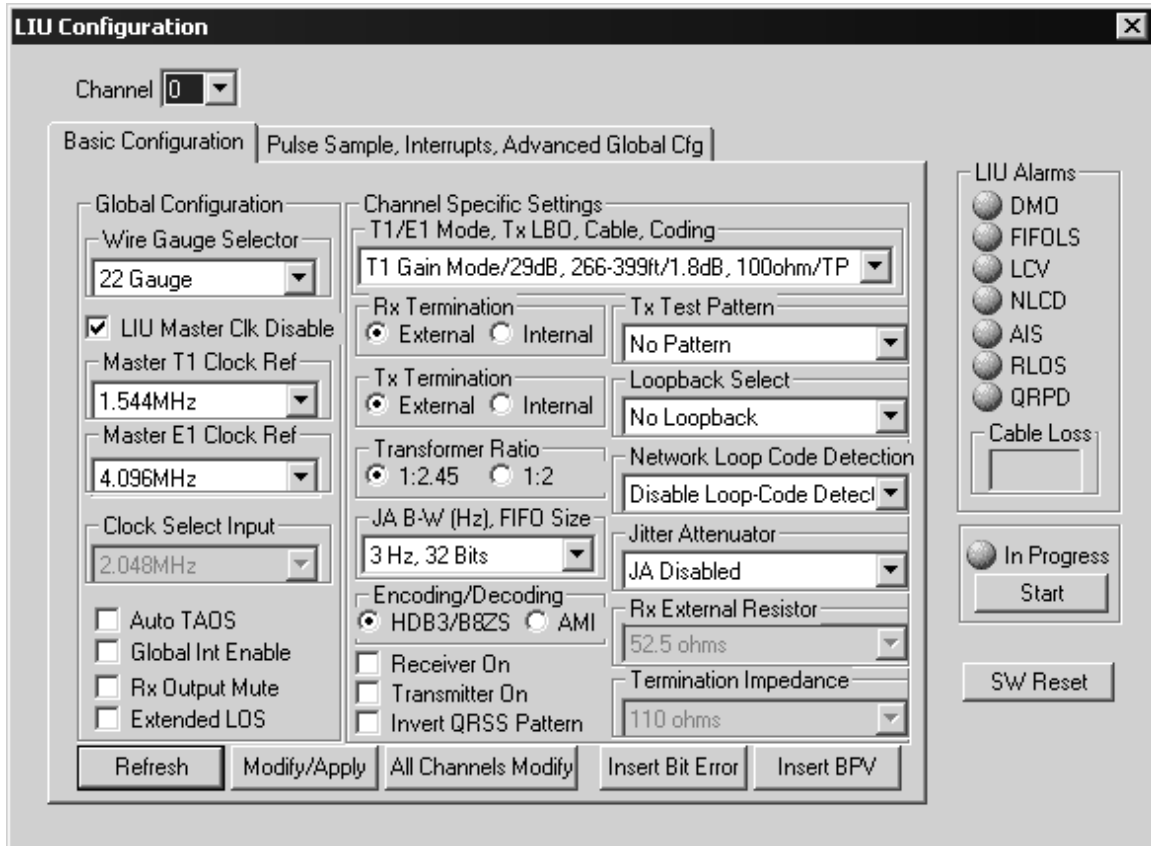 LIU Configuration
Channel 0
Basic Configuration
Pulse Sample, Interrupts, Advanced Global Cfg
Global Configuration
Wire Gauge Selector
22 Gauge
LIU Master Clk Disable
Master T1 Clock Ref
1.544MHz
Master E1 Clock Ref
4.096MHz
Clock Select Input
2.048MHz
Auto TAOS
Global Int Enable
Rx Output Mute
Extended LOS
Channel Specific Settings
T1/E1 Mode, Tx LBO, Cable, Coding
T1 Gain Mode/29dB, 266-399ft/1.8dB, 100ohm/TP
Rx Termination
External Internal
Tx Termination
External Internal
Transformer Ratio
1:2.45 1:2
JA B-W (Hz), FIFO Size
3 Hz, 32 Bits
Encoding/Decoding
HDB3/B8ZS AMI
Receiver On
Transmitter On
Invert QRSS Pattern
Tx Test Pattern
No Pattern
Loopback Select
No Loopback
Network Loop Code Detection
Disable Loop-Code Detect
Jitter Attenuator
JA Disabled
Rx External Resistor
52.5 ohms
Termination Impedance
110 ohms
Refresh
Modify/Apply
All Channels Modify
Insert Bit Error
Insert BPV
LIU Alarms
DMO
FIFOLS
LCV
NLCD
AIS
RLOS
QRPD
Cable Loss
In Progress
Start
SW Reset